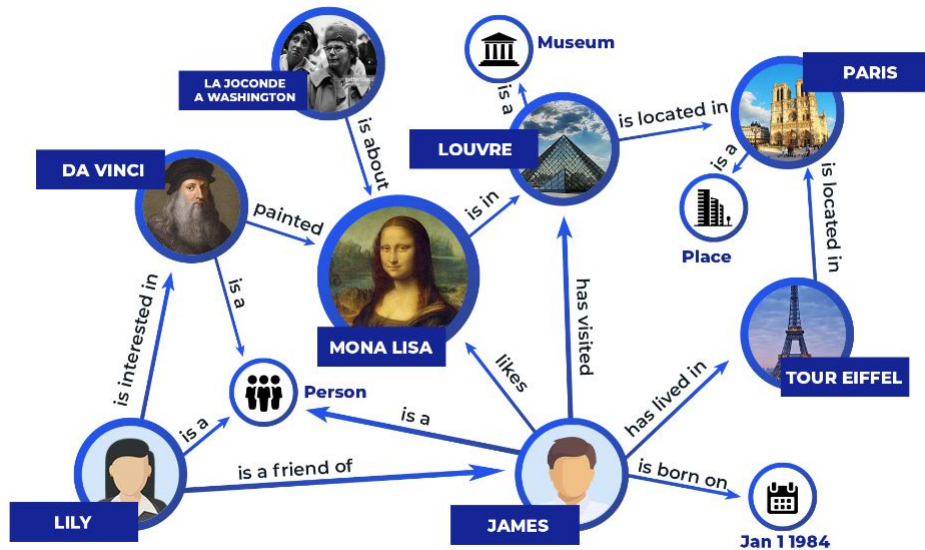 Museum
PARIS
LA JOCONDE
A WASHINGTON
is a
is located in
LOUVRE
is about
is a
DA VINCI
is located in
painted
is in
Place
is a
has visited
MONA LISA
is interested in
likes
TOUR EIFFEL
Person
has lived in
is a
is a
is a friend of
is born on
LILY
JAMES
Jan 1 1984